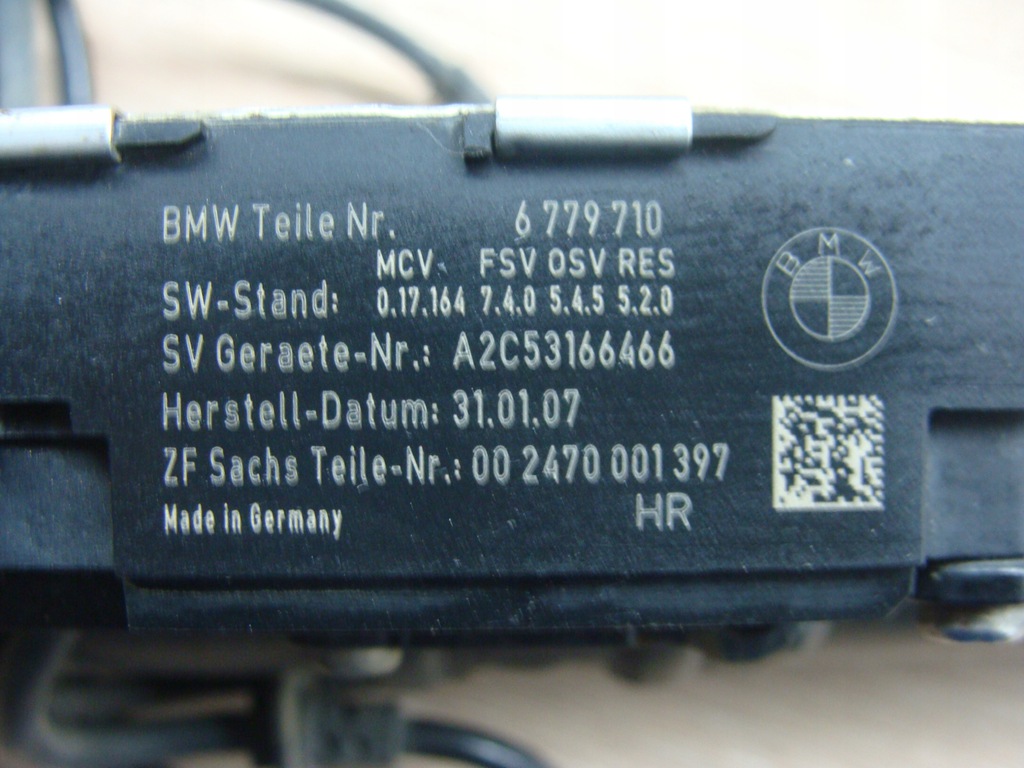 BMW Teile Nr. 6 779 710
MCV FSV OSV RES
SW-Stand: 0.17.164 7.4.0 5.4.5 5.2.0
SV Geraete-Nr.: A2C53166466
Herstell-Datum: 31.01.07
ZF Sachs Teile-Nr.: 00 2470 001 397
Made in Germany HR
BMW